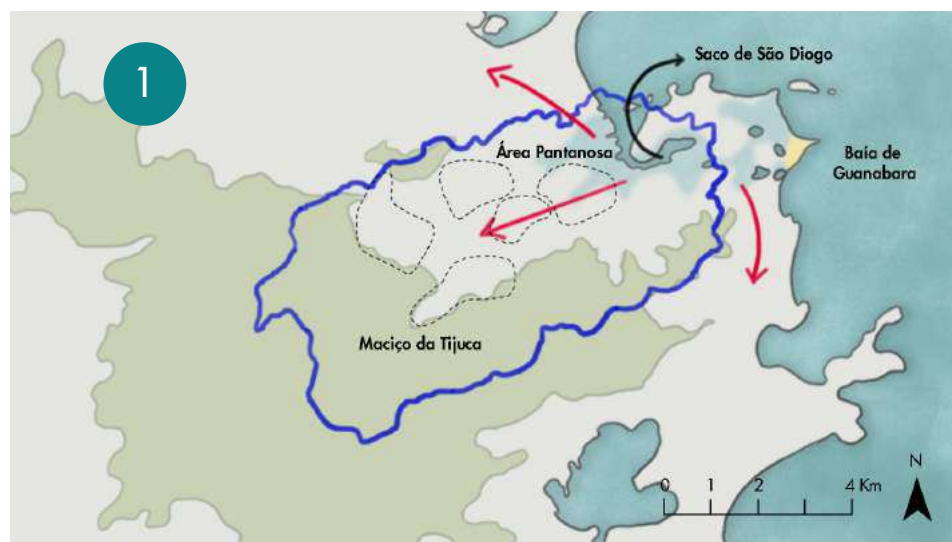 1
Saco de São Diogo
Área Pantanosa
Baía de
Guanabara
Maciço da Tijuca
N
0 1 2 4 Km